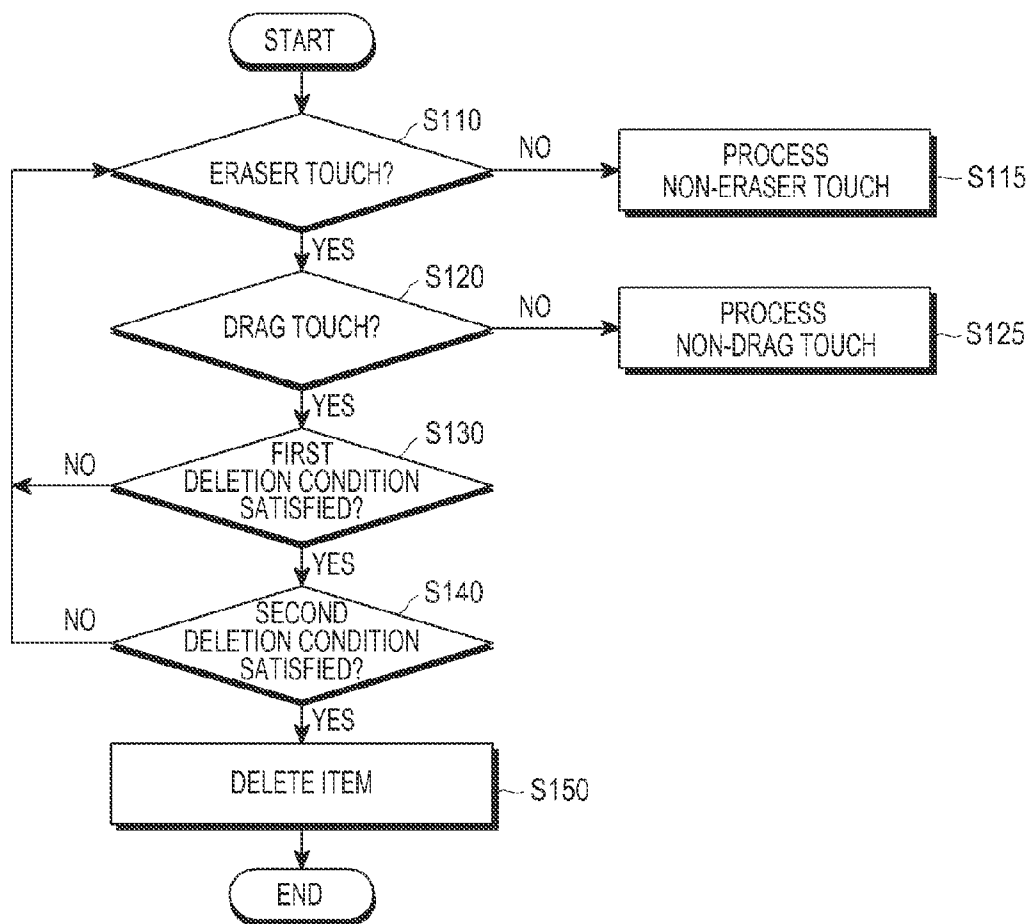 START
S110
ERASER TOUCH?
NO
PROCESS
NON-ERASER TOUCH
S115
YES
S120
DRAG TOUCH?
NO
PROCESS
NON-DRAG TOUCH
S125
YES
S130
NO
FIRST
DELETION CONDITION
SATISFIED?
YES
S140
NO
SECOND
DELETION CONDITION
SATISFIED?
YES
DELETE ITEM
S150
END